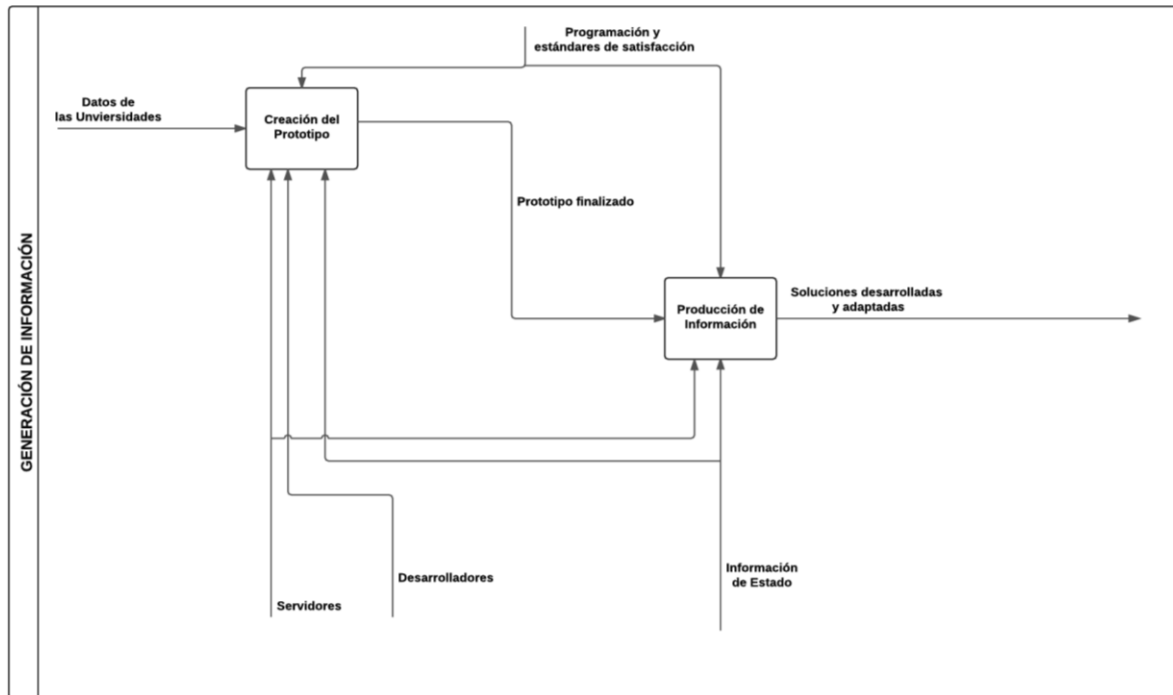 GENERACIÓN DE INFORMACIÓN
Programación y
estándares de satisfacción
Datos de
las Unviersidades
Creación del
Prototipo
Prototipo finalizado
Producción de
Información
Soluciones desarrolladas
y adaptadas
Información
de Estado
Desarrolladores
Servidores